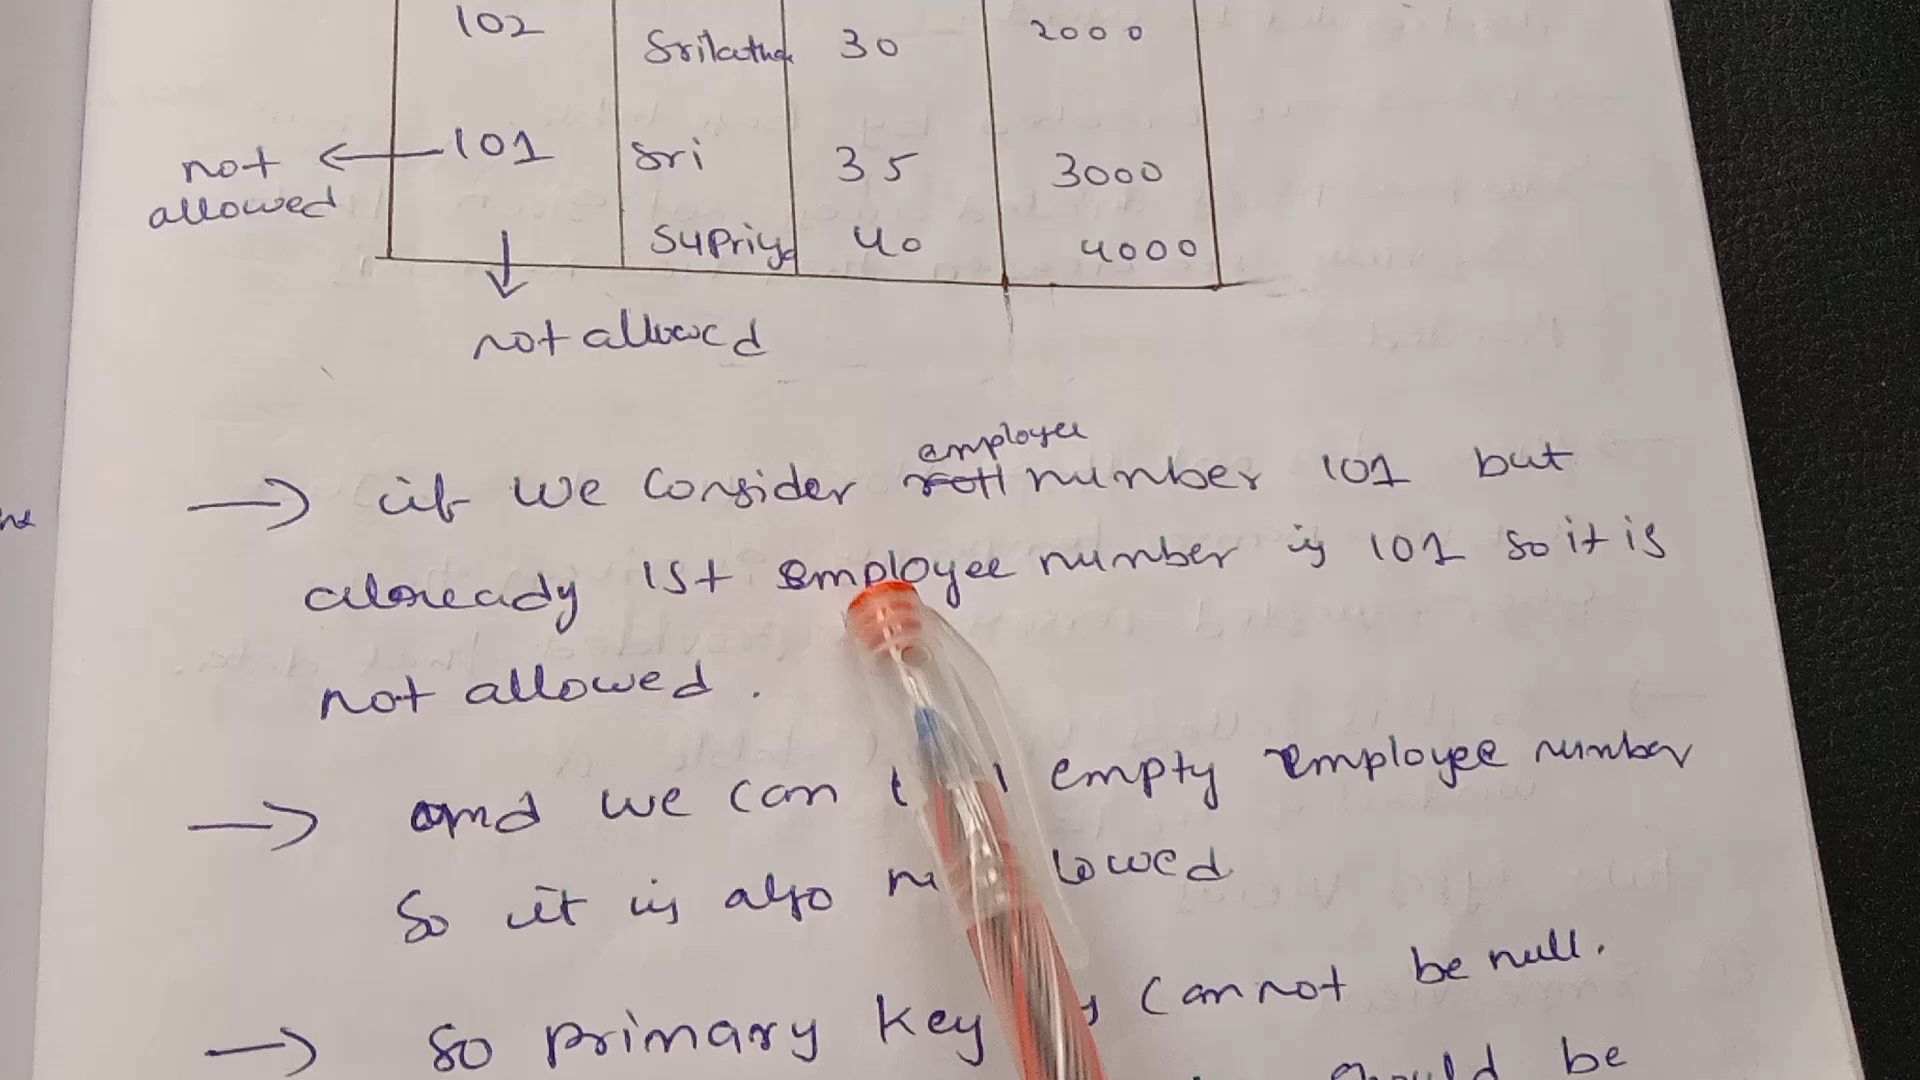 102 Srilatha 30 2000
not allowed ← 101 Sri 35 3000
Supriya 40 4000
not allowed
→ if we consider employee number 101 but
already 1st employee number is 101 so it is
not allowed.
→ and we can empty employee number
So it is also
→ So primary key cannot be null.
should be